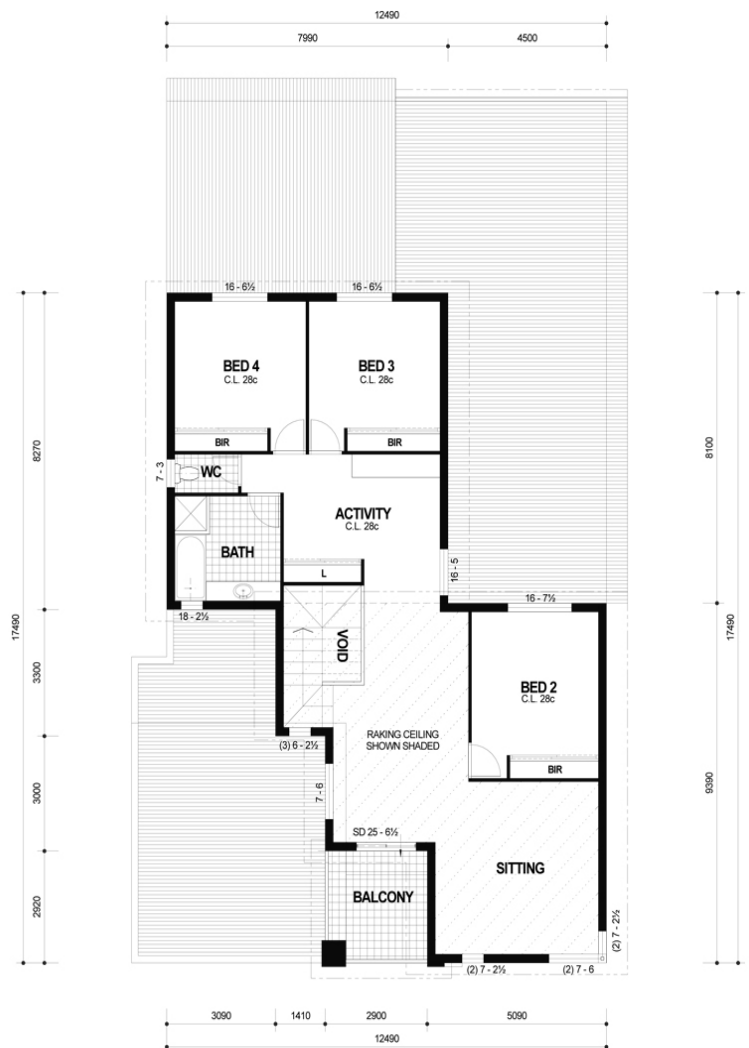 12490
7990
4500
16 - 6½
16 - 6½
BED 4
C.L. 28c
BED 3
C.L. 28c
8270
8100
BIR
BIR
7 - 3
WC
ACTIVITY
C.L. 28c
BATH
16 - 5
L
16 - 7½
18 - 2½
17490
17490
VOID
3300
BED 2
C.L. 28c
RAKING CEILING
SHOWN SHADED
(3) 6 - 2½
BIR
7 - 6
3000
9390
SD 25 - 6½
SITTING
BALCONY
2920
(2) 7 - 2½
(2) 7 - 2½
(2) 7 - 6
3090
1410
2900
5090
12490